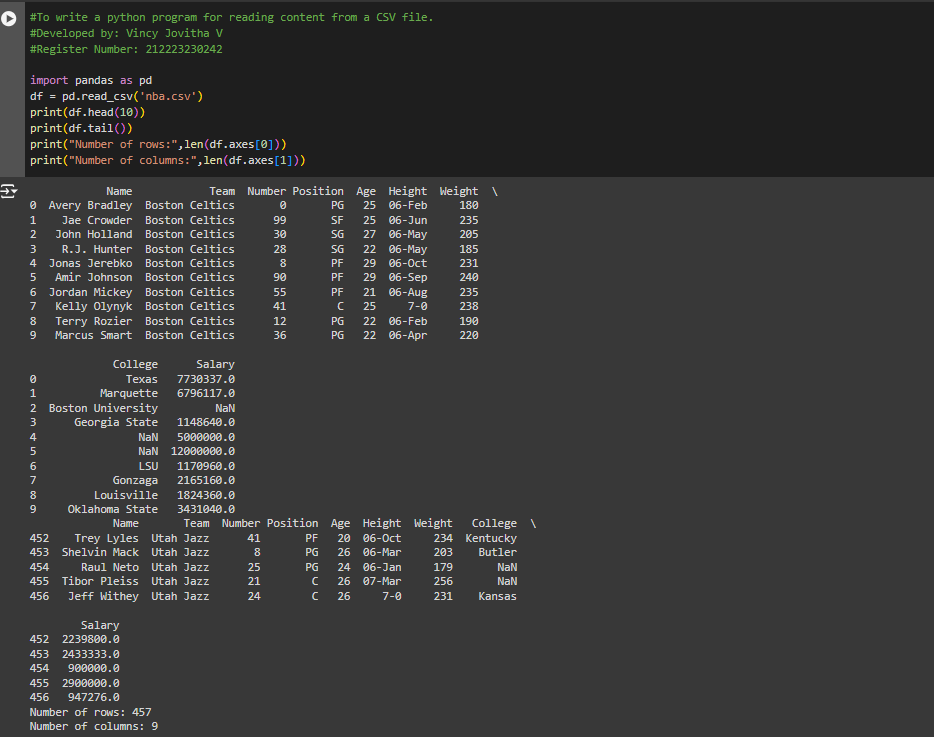 #To write a python program for reading content from a CSV file.
#Developed by: Vincy Jovitha V
#Register Number: 212223230242

import pandas as pd
df = pd.read_csv('nba.csv')
print(df.head(10))
print(df.tail())
print("Number of rows:",len(df.axes[0]))
print("Number of columns:",len(df.axes[1]))

            Name            Team  Number Position  Age  Height  Weight  \
0  Avery Bradley  Boston Celtics       0       PG   25  06-Feb     180
1    Jae Crowder  Boston Celtics      99       SF   25  06-Jun     235
2   John Holland  Boston Celtics      30       SG   27  06-May     205
3    R.J. Hunter  Boston Celtics      28       SG   22  06-May     185
4  Jonas Jerebko  Boston Celtics       8       PF   29  06-Oct     231
5   Amir Johnson  Boston Celtics      90       PF   29  06-Sep     240
6  Jordan Mickey  Boston Celtics      55       PF   21  06-Aug     235
7   Kelly Olynyk  Boston Celtics      41        C   25     7-0     238
8   Terry Rozier  Boston Celtics      12       PG   22  06-Feb     190
9   Marcus Smart  Boston Celtics      36       PG   22  06-Apr     220

             College      Salary
0              Texas   7730337.0
1          Marquette   6796117.0
2  Boston University         NaN
3      Georgia State   1148640.0
4                NaN   5000000.0
5                NaN  12000000.0
6                LSU   1170960.0
7            Gonzaga   2165160.0
8         Louisville   1824360.0
9     Oklahoma State   3431040.0
             Name       Team  Number Position  Age  Height  Weight   College  \
452    Trey Lyles  Utah Jazz      41       PF   20  06-Oct     234  Kentucky
453  Shelvin Mack  Utah Jazz       8       PG   26  06-Mar     203    Butler
454     Raul Neto  Utah Jazz      25       PG   24  06-Jan     179       NaN
455  Tibor Pleiss  Utah Jazz      21        C   26  07-Mar     256       NaN
456   Jeff Withey  Utah Jazz      24        C   26     7-0     231    Kansas

        Salary
452  2239800.0
453  2433333.0
454   900000.0
455  2900000.0
456   947276.0
Number of rows: 457
Number of columns: 9